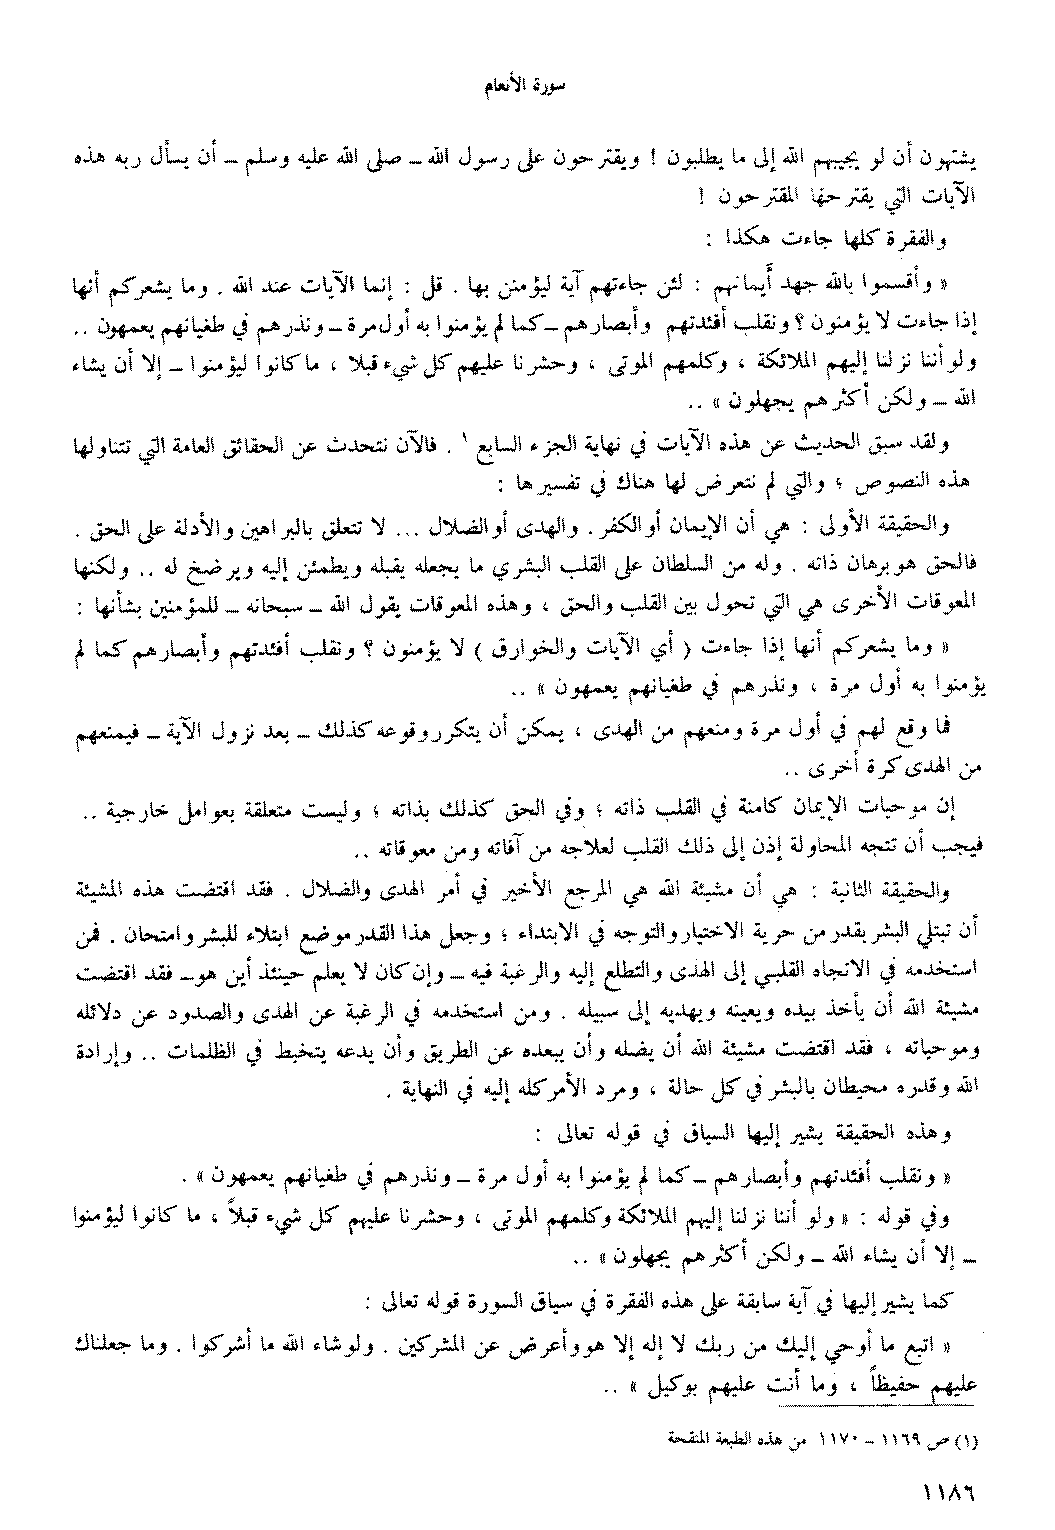 سورة الأنعام
يشتهون أن لو يجيبهم الله إلى ما يطلبون ! ويقترحون على رسول الله – صلى الله عليه وسلم – أن يسأل ربه هذه
الآيات التي يقترحها المقترحون !
والفقرة كلها جاءت هكذا :
« وأقسموا بالله جهد أَيمانهم : لئن جاءتهم آية ليؤمنن بها . قل : إنما الآيات عند الله . وما يشعركم أنها
إذا جاءت لا يؤمنون ؟ ونقلب أفئدتهم وأبصارهم – كما لم يؤمنوا به أول مرة – ونذرهم في طغيانهم يعمهون ..
ولو أننا نزلنا إليهم الملائكة ، وكلمهم الموتى ، وحشرنا عليهم كل شيء قبلا ، ما كانوا ليؤمنوا – إلا أن يشاء
الله – ولكن أكثرهم يجهلون » ..
ولقد سبق الحديث عن هذه الآيات في نهاية الجزء السابع ١ . فالآن نتحدث عن الحقائق العامة التي تتناولها
هذه النصوص ؛ والتي لم نتعرض لها هناك في تفسيرها :
والحقيقة الأولى : هي أن الإيمان أو الكفر . والهدى أو الضلال ... لا تتعلق بالبراهين والأدلة على الحق .
فالحق هو برهان ذاته . وله من السلطان على القلب البشري ما يجعله يقبله ويطمئن إليه ويرضخ له .. ولكنها
المعوقات الأخرى هي التي تحول بين القلب والحق ، وهذه المعوقات يقول الله – سبحانه – للمؤمنين بشأنها :
« وما يشعركم أنها إذا جاءت ( أي الآيات والخوارق ) لا يؤمنون ؟ ونقلب أفئدتهم وأبصارهم كما لم
يؤمنوا به أول مرة ، ونذرهم في طغيانهم يعمهون » ..
فما وقع لهم في أول مرة ومنعهم من الهدى ، يمكن أن يتكرر وقوعه كذلك – بعد نزول الآية – فيمنعهم
من الهدى كرة أخرى ..
إن موحيات الإيمان كامنة في القلب ذاته ؛ وفي الحق كذلك بذاته ؛ وليست متعلقة بعوامل خارجية ..
فيجب أن تتجه المحاولة إذن إلى ذلك القلب لعلاجه من آفاته ومن معوقاته ..
والحقيقة الثانية : هي أن مشيئة الله هي المرجع الأخير في أمر الهدى والضلال . فقد اقتضت هذه المشيئة
أن تبتلي البشر بقدر من حرية الاختيار والتوجه في الابتداء ؛ وجعل هذا القدر موضع ابتلاء للبشر وامتحان . فمن
استخدمه في الاتجاه القلبي إلى الهدى والتطلع إليه والرغبة فيه – وإن كان لا يعلم حينئذ أين هو – فقد اقتضت
مشيئة الله أن يأخذ بيده ويعينه ويهديه إلى سبيله . ومن استخدمه في الرغبة عن الهدى والصدود عن دلائله
وموحياته ، فقد اقتضت مشيئة الله أن يضله وأن يبعده عن الطريق وأن يدعه يتخبط في الظلمات .. وإرادة
الله وقدره محيطان بالبشر في كل حالة ، ومرد الأمر كله إليه في النهاية .
وهذه الحقيقة يشير إليها السياق في قوله تعالى :
« ونقلب أفئدتهم وأبصارهم – كما لم يؤمنوا به أول مرة – ونذرهم في طغيانهم يعمهون » .
وفي قوله : « ولو أننا نزلنا إليهم الملائكة وكلمهم الموتى ، وحشرنا عليهم كل شيء قبلاً ، ما كانوا ليؤمنوا
– إلا أن يشاء الله – ولكن أكثرهم يجهلون » ..
كما يشير إليها في آية سابقة على هذه الفقرة في سياق السورة قوله تعالى :
« اتبع ما أوحي إليك من ربك لا إله إلا هو وأعرض عن المشركين . ولو شاء الله ما أشركوا . وما جعلناك
عليهم حفيظاً ، وما أنت عليهم بوكيل » ..
(١) ص ١١٦٩ – ١١٧٠ من هذه الطبعة المنقحة
١١٨٦